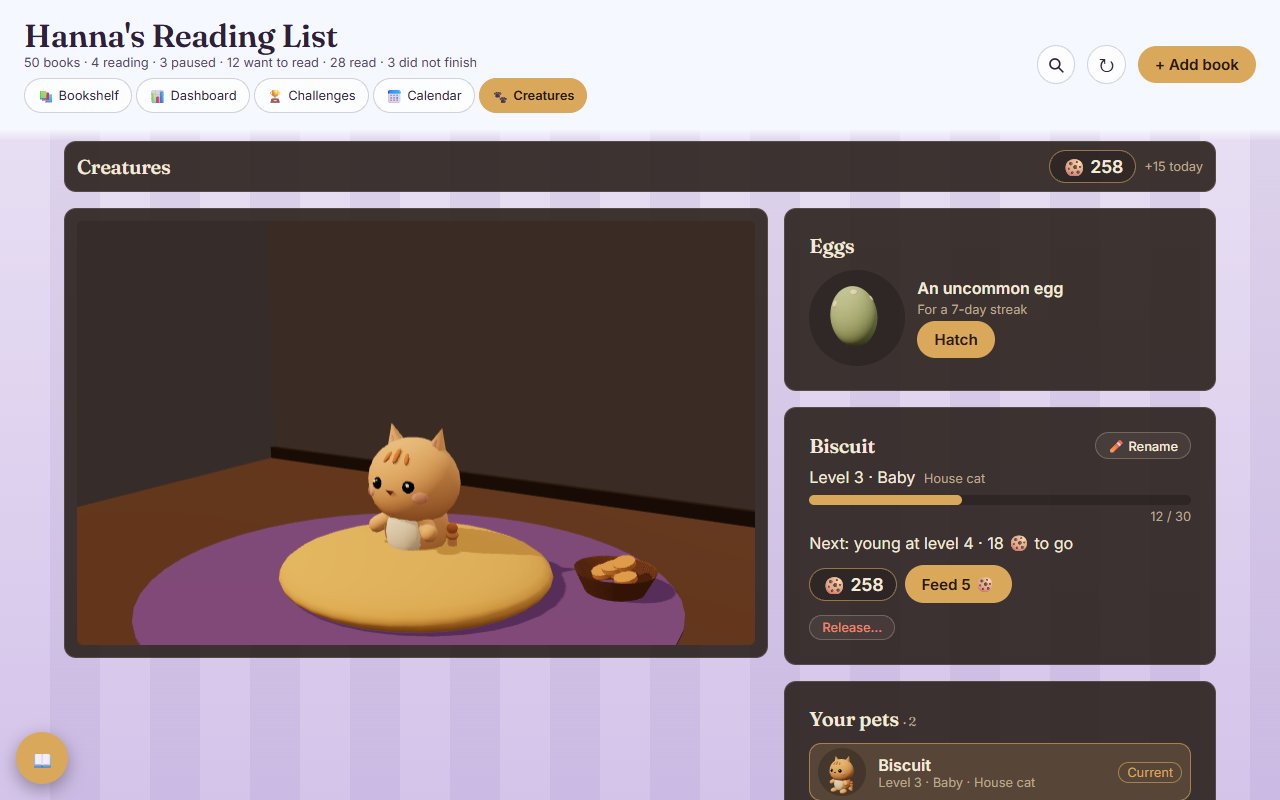 Hanna's Reading List
50 books · 4 reading · 3 paused · 12 want to read · 28 read · 3 did not finish
Bookshelf
Dashboard
Challenges
Calendar
Creatures
+ Add book
Creatures
258
+15 today
Eggs
An uncommon egg
For a 7-day streak
Hatch
Biscuit
Rename
Level 3 · Baby House cat
12 / 30
Next: young at level 4 · 18 to go
258
Feed 5
Release...
Your pets · 2
Biscuit
Level 3 · Baby · House cat
Current